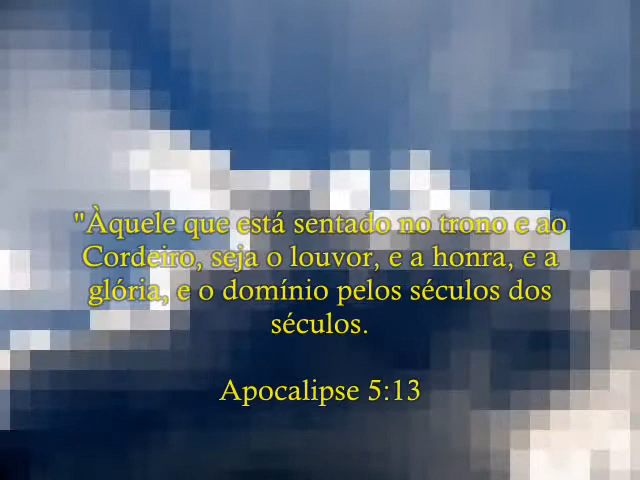 "Àquele que está sentado no trono e ao
Cordeiro, seja o louvor, e a honra, e a
glória, e o domínio pelos séculos dos
séculos.
Apocalipse 5:13